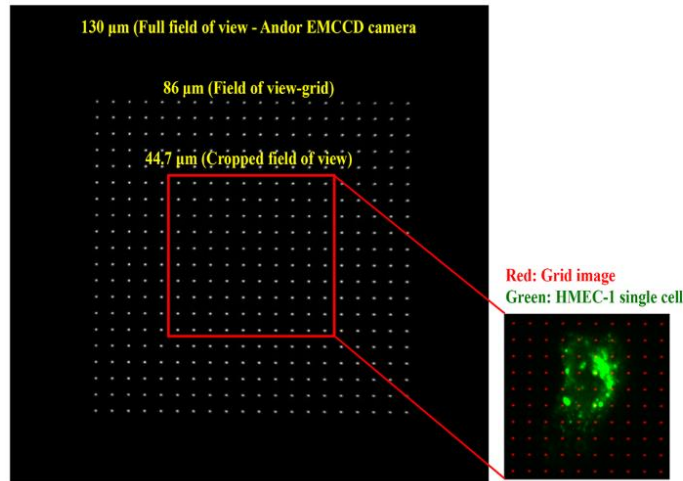 130 μm (Full field of view - Andor EMCCD camera
86 μm (Field of view-grid)
44.7 μm (Cropped field of view)
Red: Grid image
Green: HMEC-1 single cell